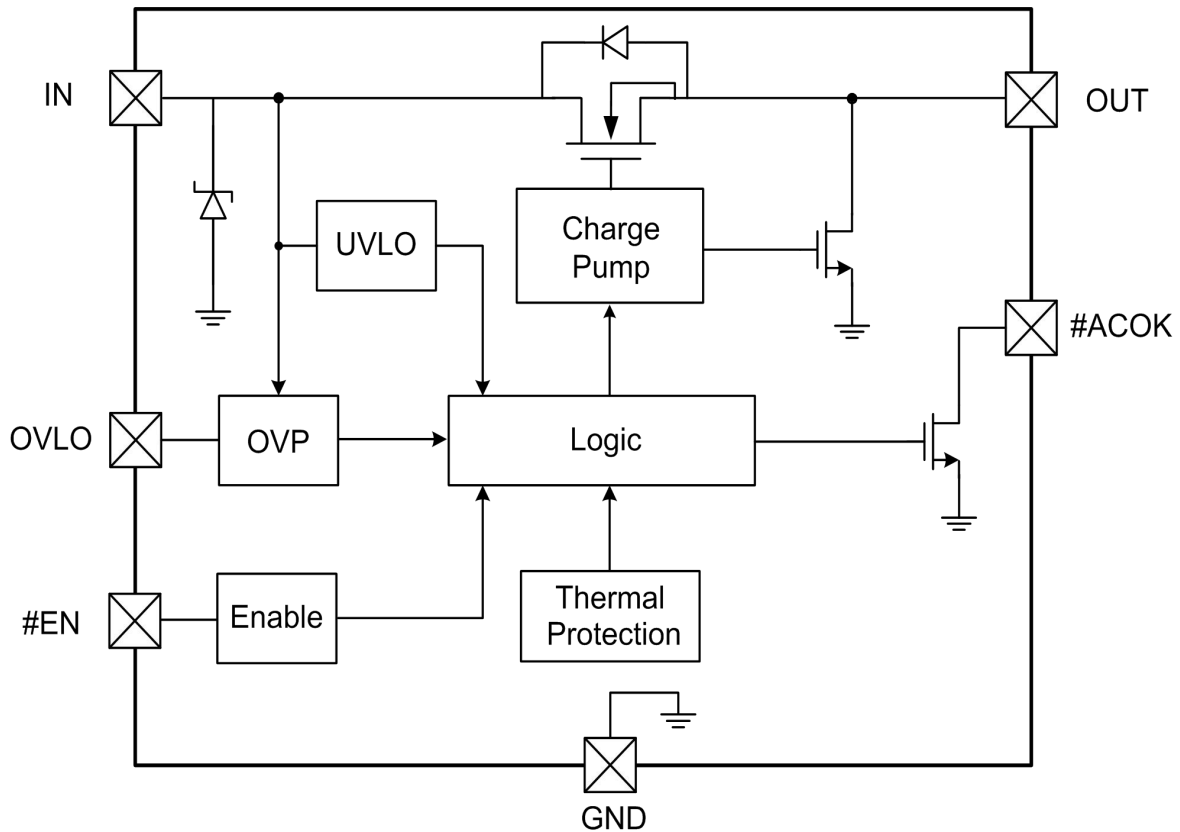 IN
OUT
UVLO
Charge
Pump
#ACOK
OVLO
OVP
Logic
#EN
Enable
Thermal
Protection
GND